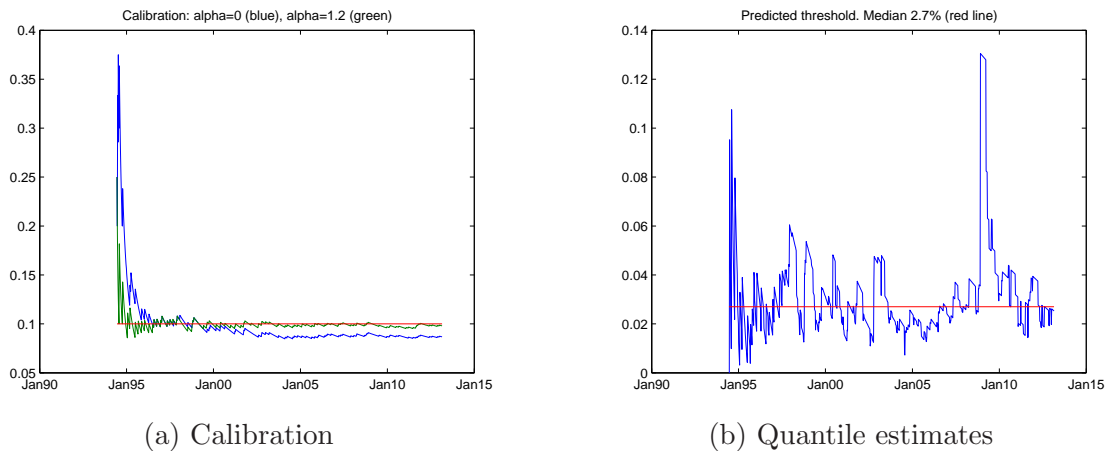 Calibration: alpha=0 (blue), alpha=1.2 (green)
0.4
0.35
0.3
0.25
0.2
0.15
0.1
0.05
Jan90 Jan95 Jan00 Jan05 Jan10 Jan15
(a) Calibration
Predicted threshold. Median 2.7% (red line)
0.14
0.12
0.1
0.08
0.06
0.04
0.02
0
Jan90 Jan95 Jan00 Jan05 Jan10 Jan15
(b) Quantile estimates